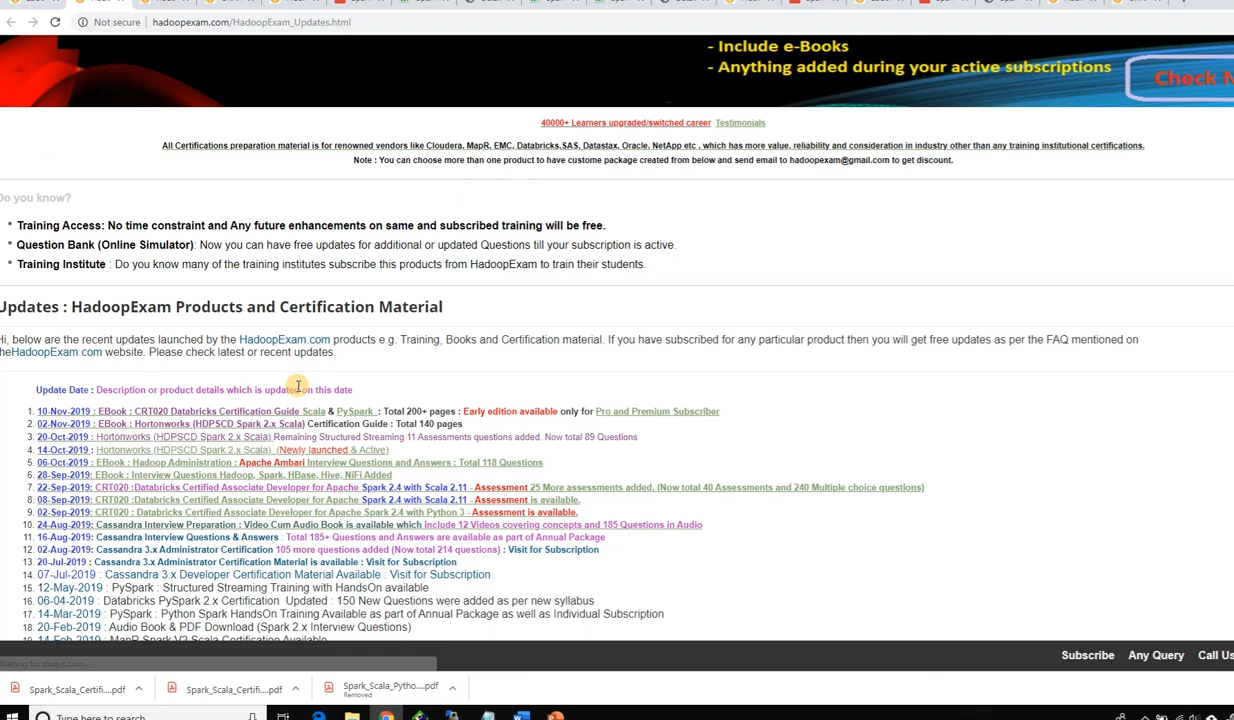 Not secure | hadoopexam.com/HadoopExam_Updates.html
- Include e-Books
- Anything added during your active subscriptions
Check N
40000+ Learners upgraded/switched career Testimonials
All Certifications preparation material is for renowned vendors like Cloudera, MapR, EMC, Databricks,SAS, Datastax, Oracle, NetApp etc , which has more value, reliability and consideration in industry other than any training institutional certifications.
Note : You can choose more than one product to have custome package created from below and send email to hadoopexam@gmail.com to get discount.
Do you know?
* Training Access: No time constraint and Any future enhancements on same and subscribed training will be free.
* Question Bank (Online Simulator): Now you can have free updates for additional or updated Questions till your subscription is active.
* Training Institute : Do you know many of the training institutes subscribe this products from HadoopExam to train their students.
Updates : HadoopExam Products and Certification Material
Hi, below are the recent updates launched by the HadoopExam.com products e.g. Training, Books and Certification material. If you have subscribed for any particular product then you will get free updates as per the FAQ mentioned on
theHadoopExam.com website. Please check latest or recent updates.
Update Date : Description or product details which is updated on this date
1. 10-Nov-2019 : EBook : CRT020 Databricks Certification Guide Scala & PySpark : Total 200+ pages : Early edition available only for Pro and Premium Subscriber
2. 02-Nov-2019 : EBook : Hortonworks (HDPSCD Spark 2.x Scala) Certification Guide : Total 140 pages
3. 20-Oct-2019 : Hortonworks (HDPSCD Spark 2.x Scala) Remaining Structured Streaming 11 Assessments questions added. Now total 89 Questions
4. 14-Oct-2019 : Hortonworks (HDPSCD Spark 2.x Scala) (Newly launched & Active)
5. 06-Oct-2019 : EBook : Hadoop Administration : Apache Ambari Interview Questions and Answers : Total 118 Questions
6. 28-Sep-2019: EBook : Interview Questions Hadoop, Spark, HBase, Hive, NiFi Added
7. 22-Sep-2019: CRT020 :Databricks Certified Associate Developer for Apache Spark 2.4 with Scala 2.11 - Assessment 25 More assessments added. (Now total 40 Assessments and 240 Multiple choice questions)
8. 08-Sep-2019: CRT020 :Databricks Certified Associate Developer for Apache Spark 2.4 with Scala 2.11 - Assessment is available.
9. 02-Sep-2019: CRT020 : Databricks Certified Associate Developer for Apache Spark 2.4 with Python 3 - Assessment is available.
10. 24-Aug-2019: Cassandra Interview Preparation : Video Cum Audio Book is available which include 12 Videos covering concepts and 185 Questions in Audio
11. 16-Aug-2019: Cassandra Interview Questions & Answers : Total 185+ Questions and Answers are available as part of Annual Package
12. 02-Aug-2019: Cassandra 3.x Administrator Certification 105 more questions added (Now total 214 questions) : Visit for Subscription
13. 20-Jul-2019 : Cassandra 3.x Administrator Certification Material is available : Visit for Subscription
14. 07-Jul-2019 : Cassandra 3.x Developer Certification Material Available : Visit for Subscription
15. 12-May-2019 : PySpark : Structured Streaming Training with HandsOn available
16. 06-04-2019 : Databricks PySpark 2.x Certification Updated : 150 New Questions were added as per new syllabus
17. 14-Mar-2019 : PySpark : Python Spark HandsOn Training Available as part of Annual Package as well as Individual Subscription
18. 20-Feb-2019 : Audio Book & PDF Download (Spark 2.x Interview Questions)
19. 14-Feb-2019 : MapR Spark V2 Scala Certification Available
Subscribe Any Query Call Us
Waiting for disqus.com...
Spark_Scala_Certifi....pdf Spark_Scala_Certifi....pdf Spark_Scala_Pytho....pdf
Removed
Type here to search